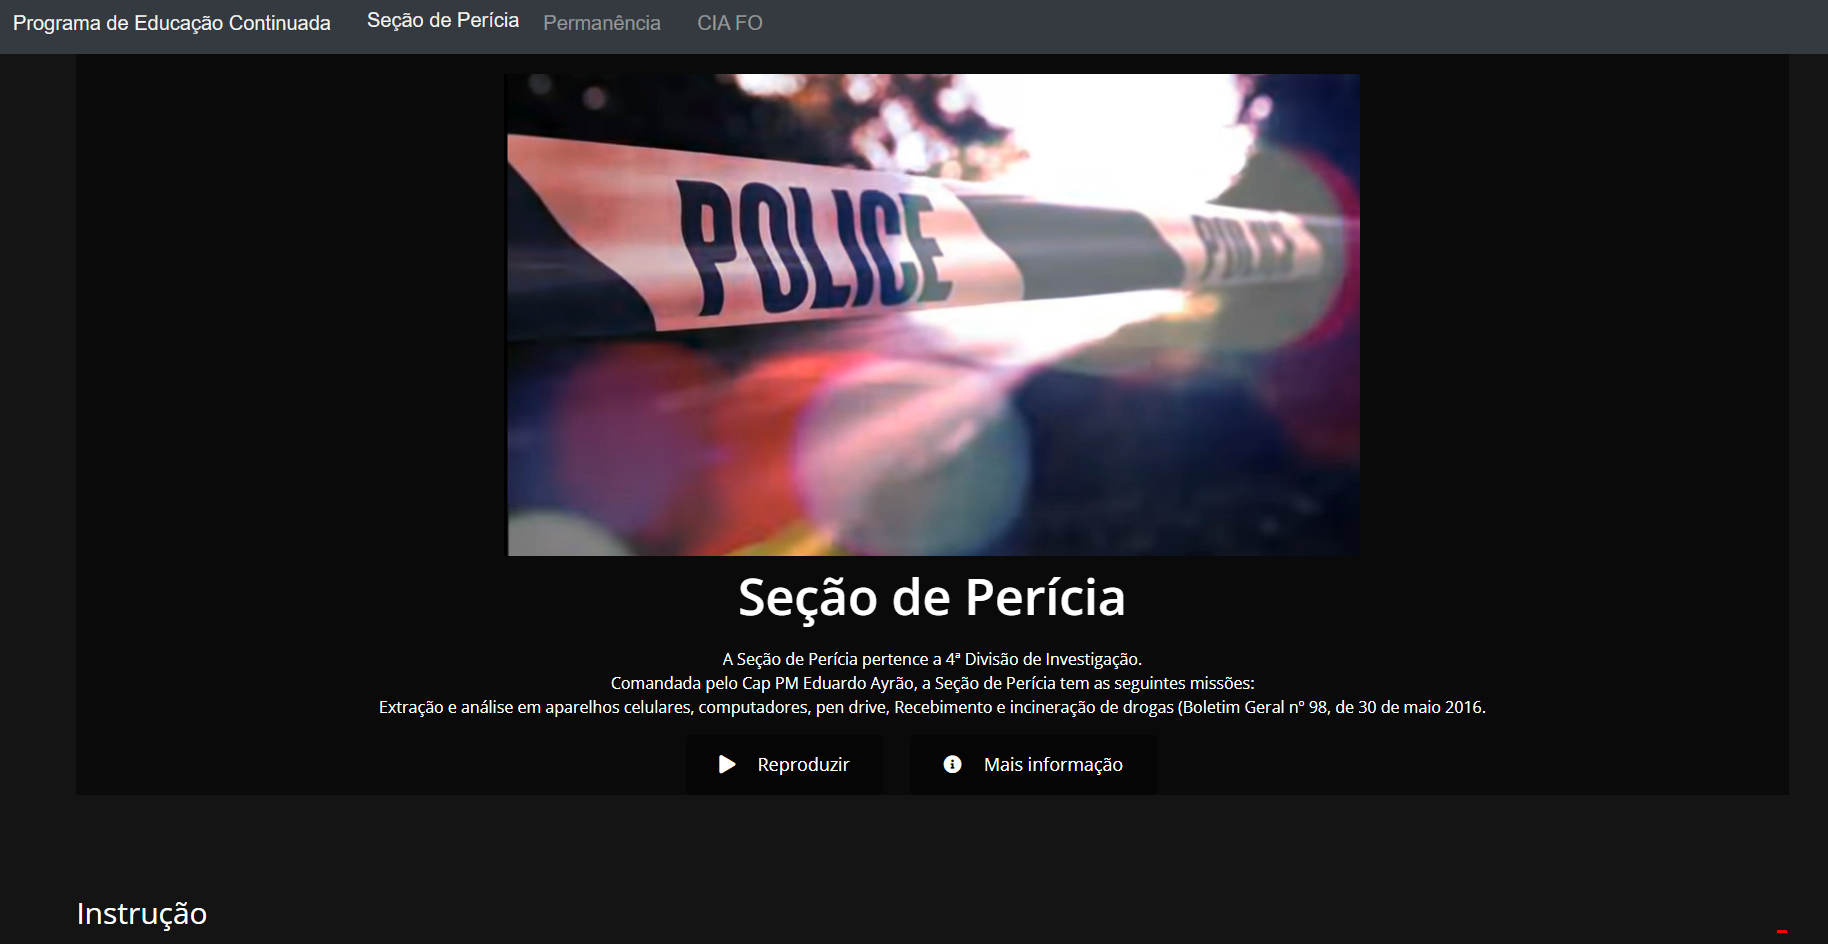 Programa de Educação Continuada Seção de Perícia Permanência CIA FO
POLICE
POLICE
Seção de Perícia
A Seção de Perícia pertence a 4ª Divisão de Investigação.
Comandada pelo Cap PM Eduardo Ayrão, a Seção de Perícia tem as seguintes missões:
Extração e análise em aparelhos celulares, computadores, pen drive, Recebimento e incineração de drogas (Boletim Geral nº 98, de 30 de maio 2016.
Reproduzir Mais informação
Instrução